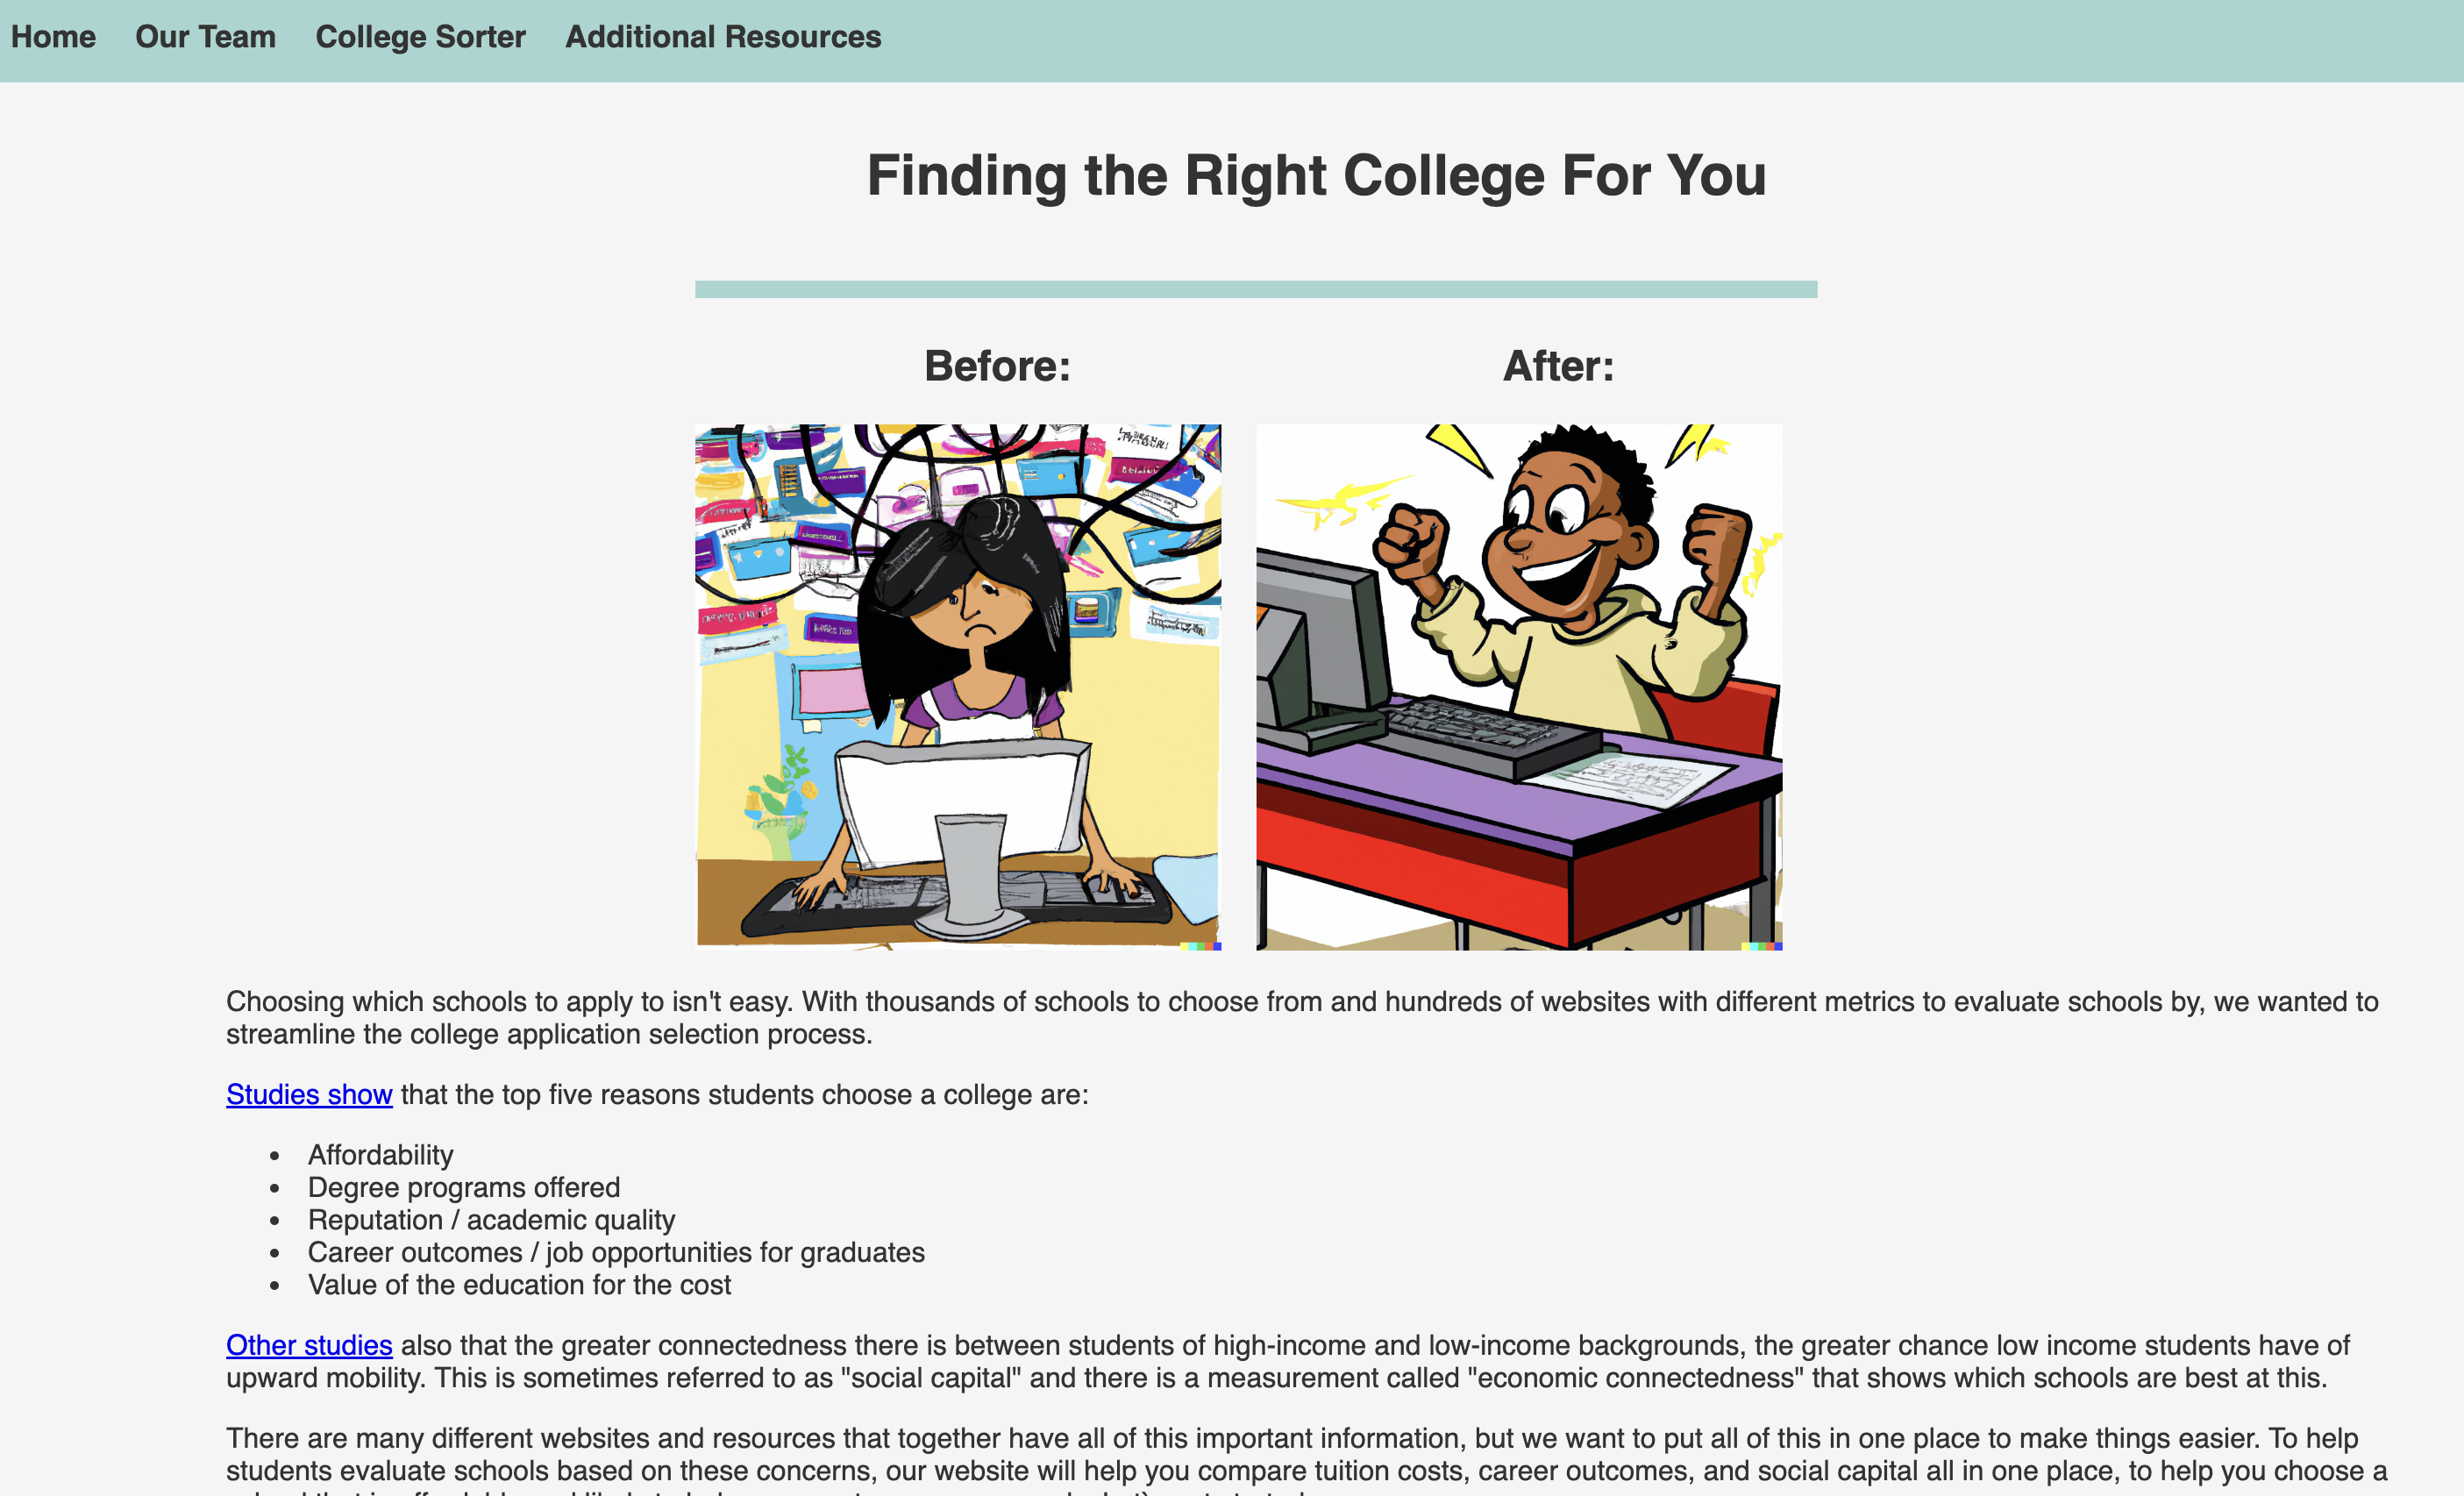 Home Our Team College Sorter Additional Resources
Finding the Right College For You
Before: After:
Choosing which schools to apply to isn't easy. With thousands of schools to choose from and hundreds of websites with different metrics to evaluate schools by, we wanted to
streamline the college application selection process.
Studies show that the top five reasons students choose a college are:
• Affordability
• Degree programs offered
• Reputation / academic quality
• Career outcomes / job opportunities for graduates
• Value of the education for the cost
Other studies also that the greater connectedness there is between students of high-income and low-income backgrounds, the greater chance low income students have of
upward mobility. This is sometimes referred to as "social capital" and there is a measurement called "economic connectedness" that shows which schools are best at this.
There are many different websites and resources that together have all of this important information, but we want to put all of this in one place to make things easier. To help
students evaluate schools based on these concerns, our website will help you compare tuition costs, career outcomes, and social capital all in one place, to help you choose a